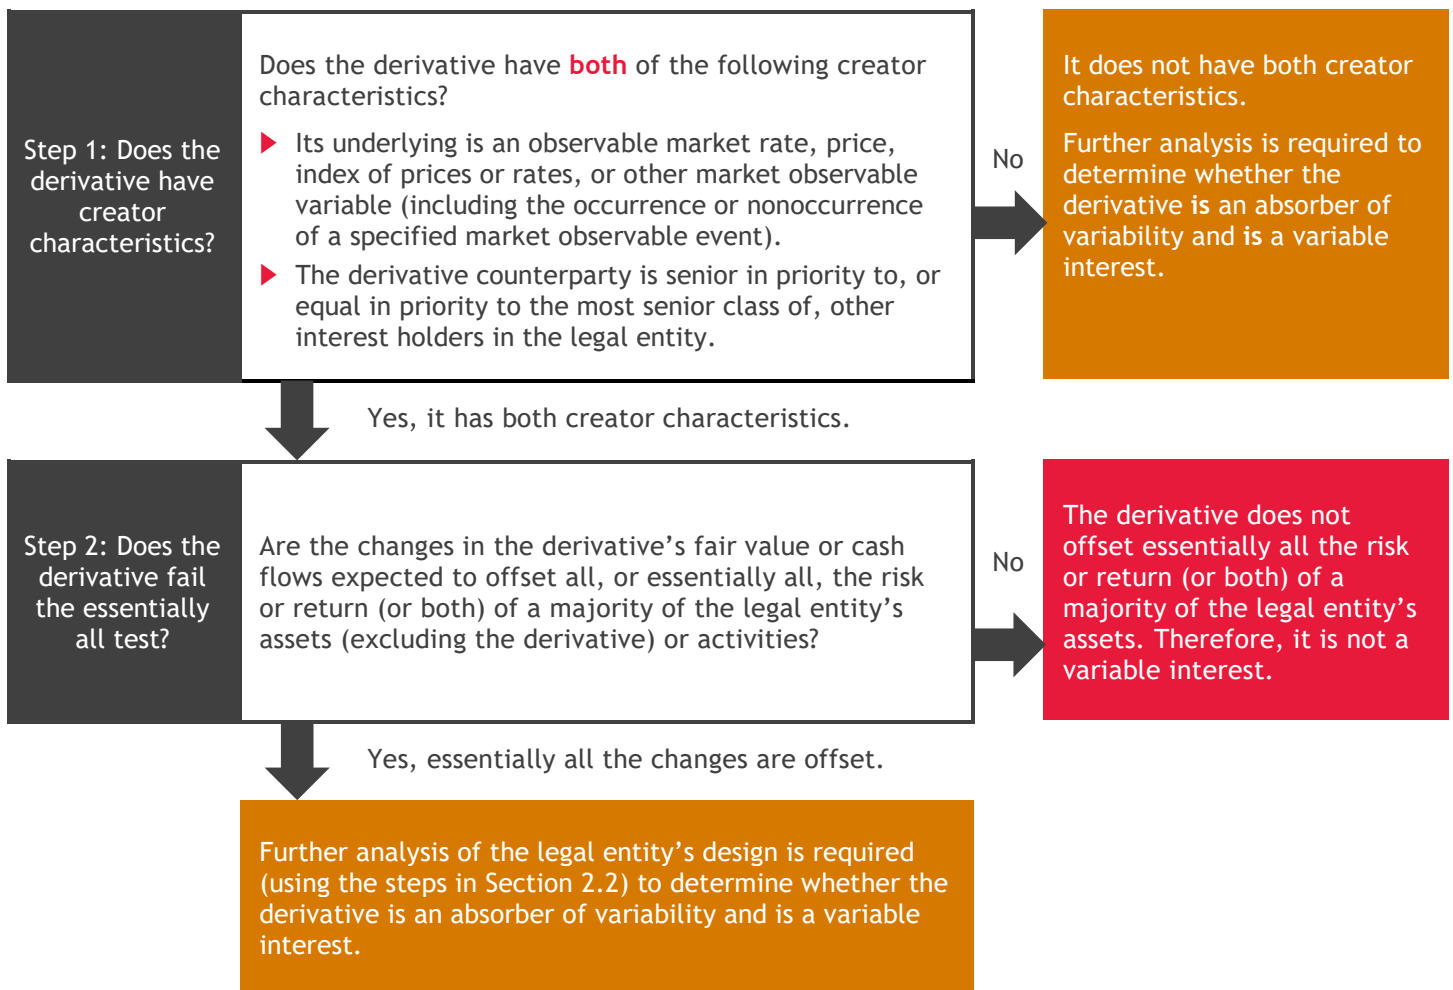 Step 1: Does the
derivative have
creator
characteristics?
Does the derivative have both of the following creator
characteristics?
Its underlying is an observable market rate, price,
index of prices or rates, or other market observable
variable (including the occurrence or nonoccurrence
of a specified market observable event).
The derivative counterparty is senior in priority to, or
equal in priority to the most senior class of, other
interest holders in the legal entity.
No
It does not have both creator
characteristics.
Further analysis is required to
determine whether the
derivative is an absorber of
variability and is a variable
interest.
Yes, it has both creator characteristics.
Step 2: Does the
derivative fail
the essentially
all test?
Are the changes in the derivative’s fair value or cash
flows expected to offset all, or essentially all, the risk
or return (or both) of a majority of the legal entity’s
assets (excluding the derivative) or activities?
No
The derivative does not
offset essentially all the risk
or return (or both) of a
majority of the legal entity’s
assets. Therefore, it is not a
variable interest.
Yes, essentially all the changes are offset.
Further analysis of the legal entity’s design is required
(using the steps in Section 2.2) to determine whether the
derivative is an absorber of variability and is a variable
interest.